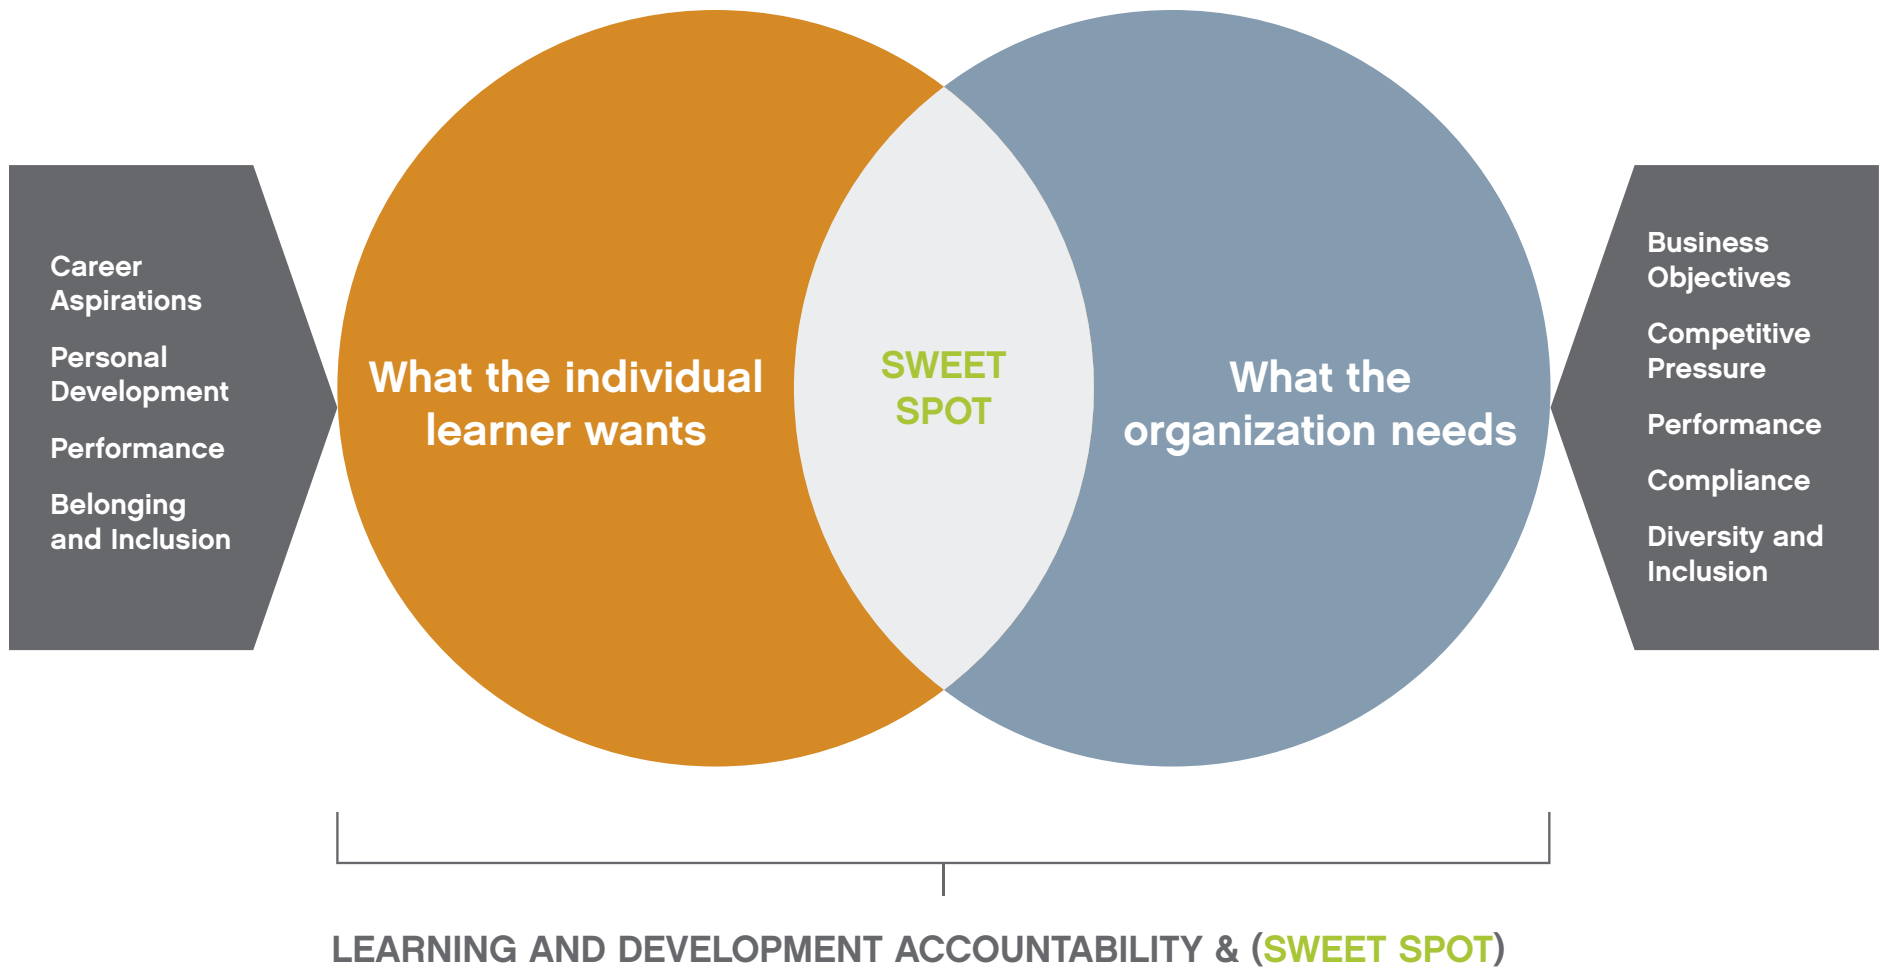 Career
Aspirations
Personal
Development
Performance
Belonging
and Inclusion
What the individual
learner wants
SWEET
SPOT
What the
organization needs
Business
Objectives
Competitive
Pressure
Performance
Compliance
Diversity and
Inclusion
LEARNING AND DEVELOPMENT ACCOUNTABILITY & (SWEET SPOT)